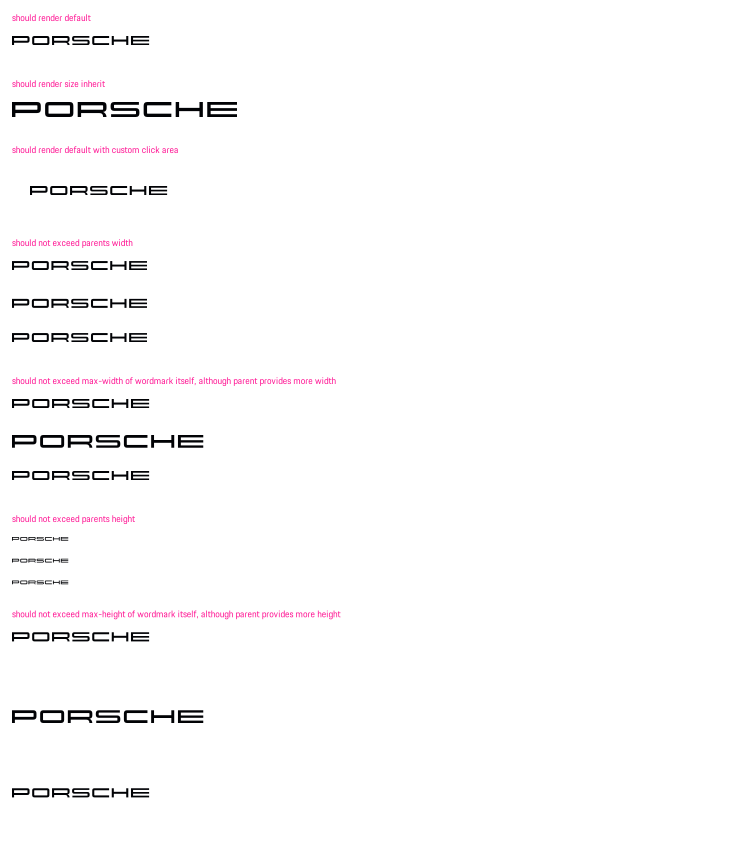 should render default
PORSCHE
should render size inherit
PORSCHE
should render default with custom click area
PORSCHE
should not exceed parents width
PORSCHE
PORSCHE
PORSCHE
should not exceed max-width of wordmark itself, although parent provides more width
PORSCHE
PORSCHE
PORSCHE
should not exceed parents height
PORSCHE
PORSCHE
PORSCHE
should not exceed max-height of wordmark itself, although parent provides more height
PORSCHE
PORSCHE
PORSCHE